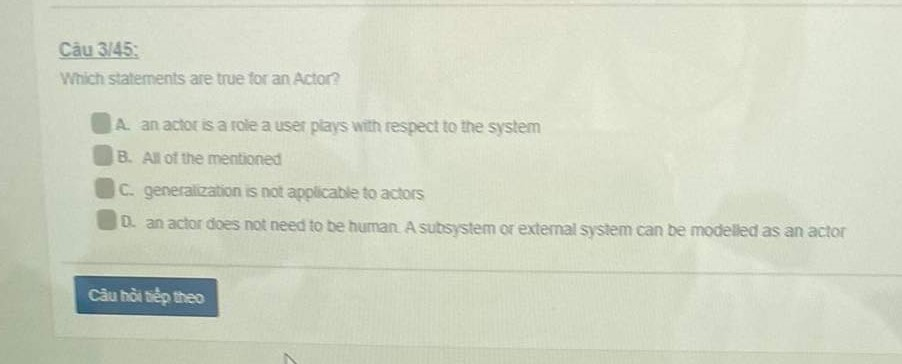 Câu 3/45:
Which statements are true for an Actor?
A. an actor is a role a user plays with respect to the system
B. All of the mentioned
C. generalization is not applicable to actors
D. an actor does not need to be human. A subsystem or external system can be modelled as an actor
Câu hỏi tiếp theo